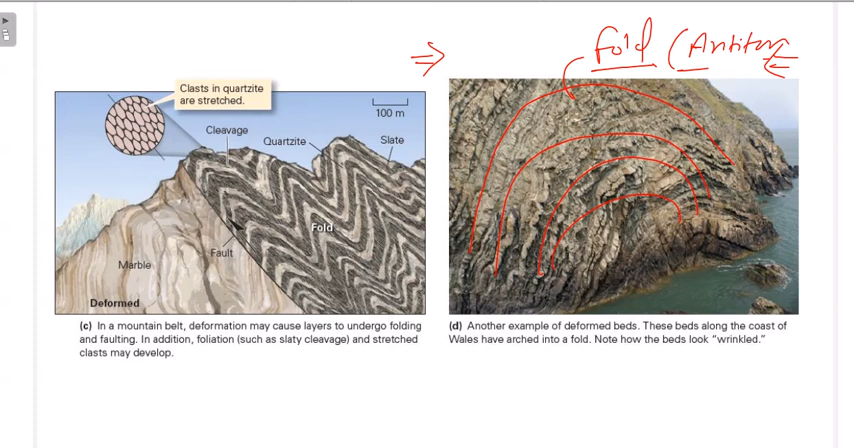 Fold (Antiform
Clasts in quartzite
are stretched.
100 m
Cleavage
Quartzite
Slate
Fold
Fault
Marble
Deformed
(c) In a mountain belt, deformation may cause layers to undergo folding
and faulting. In addition, foliation (such as slaty cleavage) and stretched
clasts may develop.
(d) Another example of deformed beds. These beds along the coast of
Wales have arched into a fold. Note how the beds look “wrinkled.”